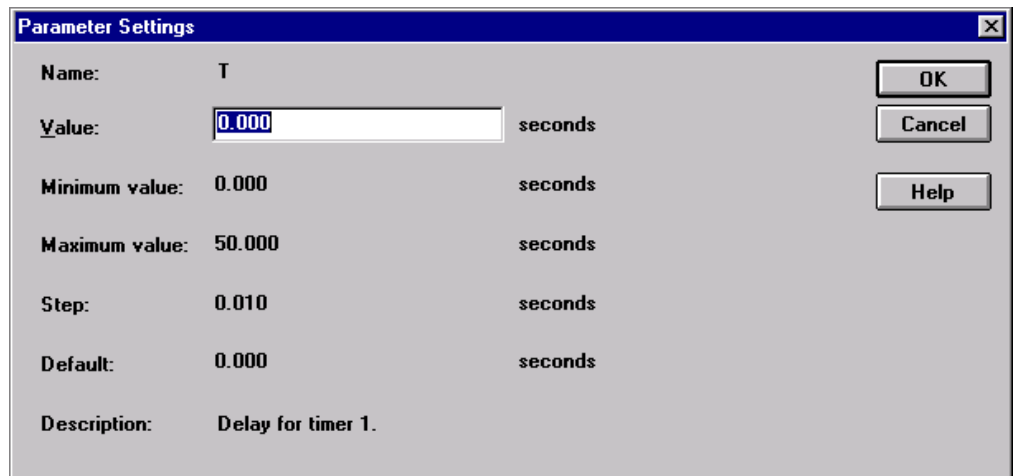 Parameter Settings
Name: T
OK
Value: 0.000 seconds
Cancel
Minimum value: 0.000 seconds
Help
Maximum value: 50.000 seconds
Step: 0.010 seconds
Default: 0.000 seconds
Description: Delay for timer 1.